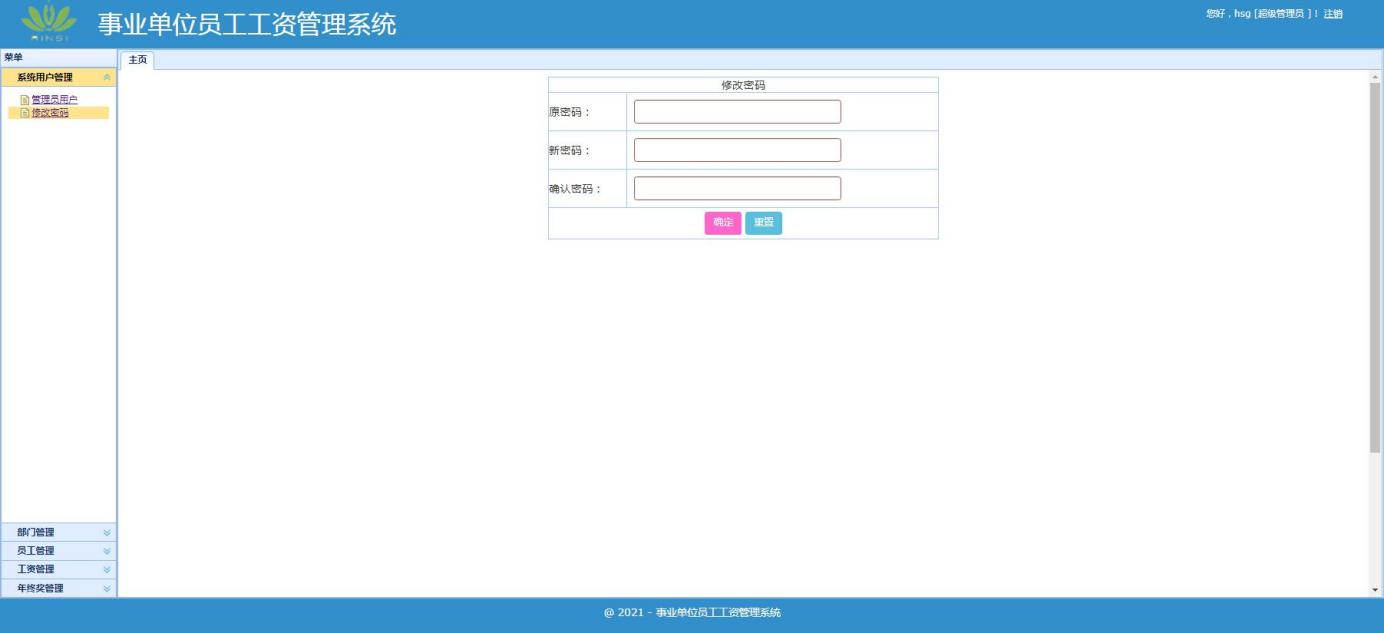 事业单位员工工资管理系统
您好，hsg [超级管理员 ]！ 注销
AINSI
菜单
主页
系统用户管理
管理员用户
修改密码
修改密码
原密码：
新密码：
确认密码：
确定 重置
部门管理
员工管理
工资管理
年终奖管理
@ 2021 - 事业单位员工工资管理系统